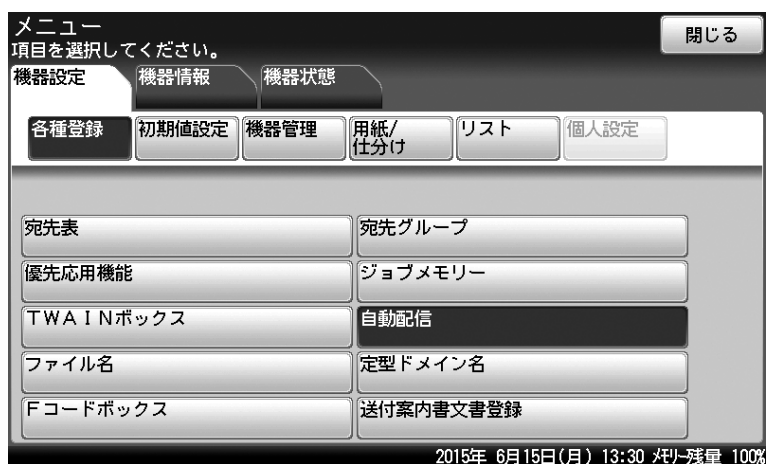 メニュー
閉じる
項目を選択してください。
機器設定 機器情報 機器状態
各種登録 初期値設定 機器管理 用紙/ リスト 個人設定
仕分け
宛先表 宛先グループ
優先応用機能 ジョブメモリー
TWAINボックス 自動配信
ファイル名 定型ドメイン名
Fコードボックス 送付案内書文書登録
2015年 6月15日(月) 13:30 ﾒﾓﾘｰ残量 100%